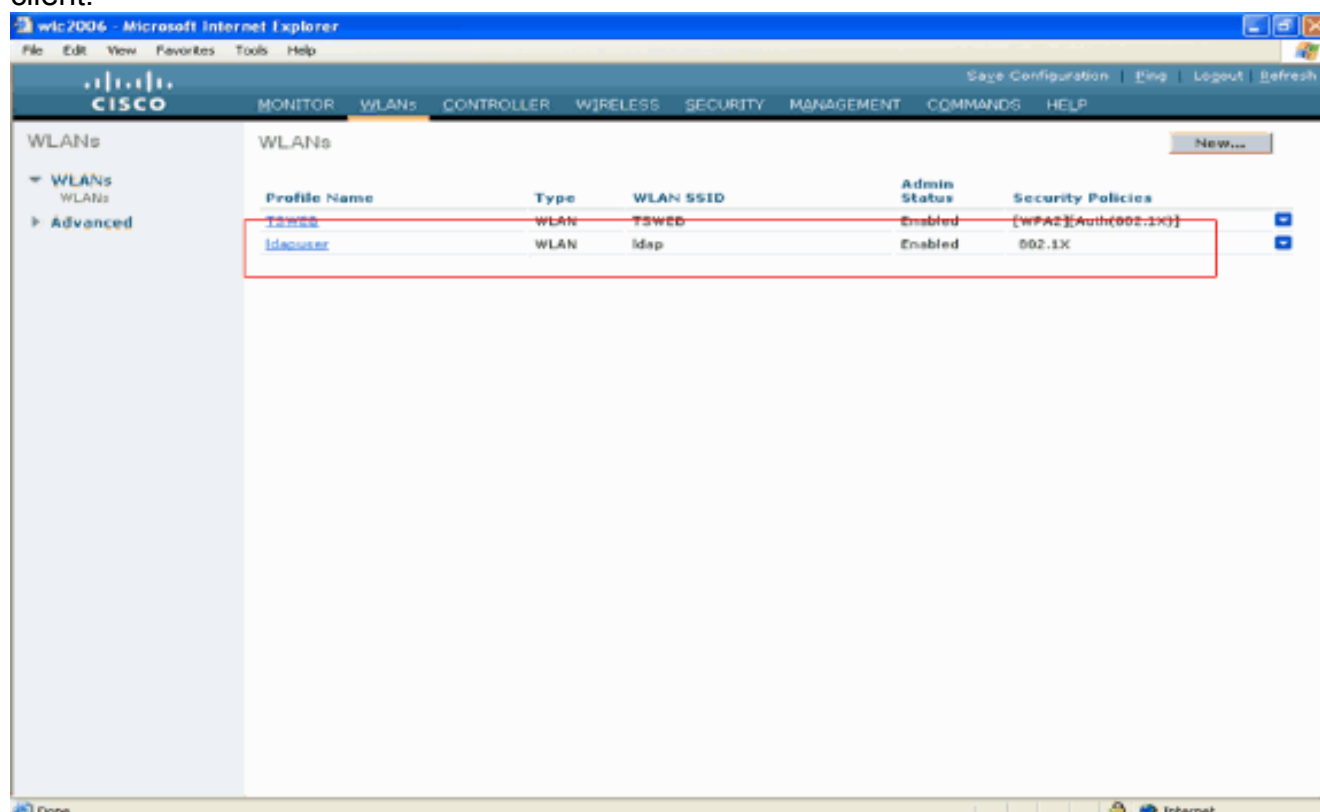 client.
wlc2006 - Microsoft Internet Explorer
File Edit View Favorites Tools Help
Save Configuration | Ping | Logout | Refresh
CISCO MONITOR WLANs CONTROLLER WIRELESS SECURITY MANAGEMENT COMMANDS HELP
WLANs
WLANs
WLANs
Advanced
WLANs New...
Profile Name Type WLAN SSID Admin Status Security Policies
TSWEB WLAN TSWEB Enabled [WPA2][Auth(802.1X)]
ldapuser WLAN ldap Enabled 802.1X
Done Internet